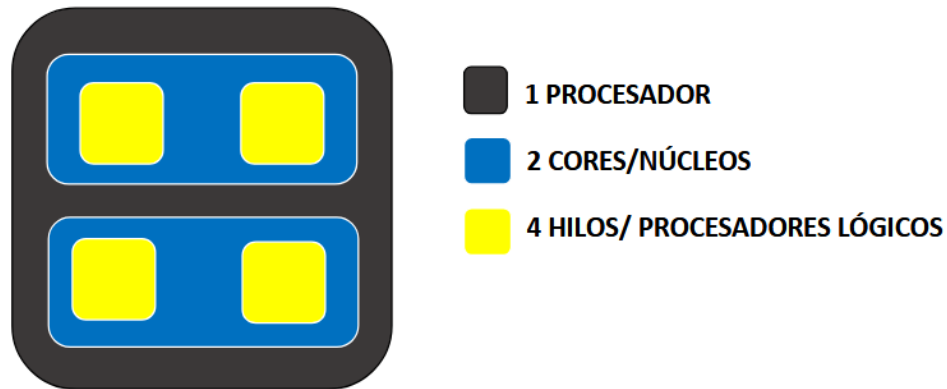 1 PROCESADOR
2 CORES/NÚCLEOS
4 HILOS/ PROCESADORES LÓGICOS